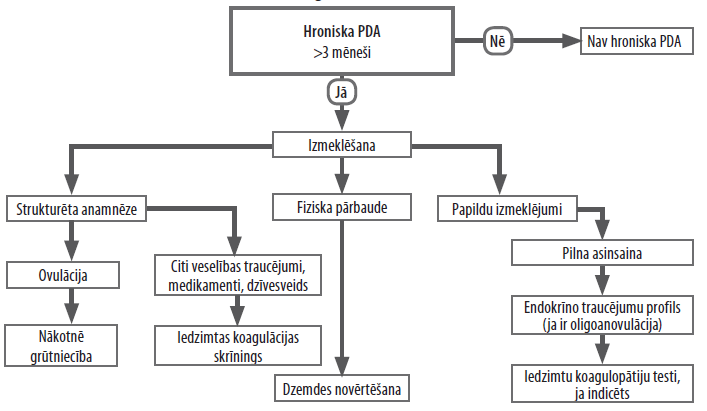 Hroniska PDA
>3 mēneši
Nē
Nav hroniska PDA
Jā
Izmeklēšana
Strukturēta anamnēze
Fiziska pārbaude
Papildu izmeklējumi
Ovulācija
Citi veselības traucējumi,
medikamenti, dzīvesveids
Pilna asinsaina
Nākotnē
grūtniecība
Iedzimtas koagulācijas
skrīnings
Endokrīno traucējumu profils
(ja ir oligoanovulācija)
Dzemdes novērtēšana
Iedzimtu koagulopātiju testi,
ja indicēts